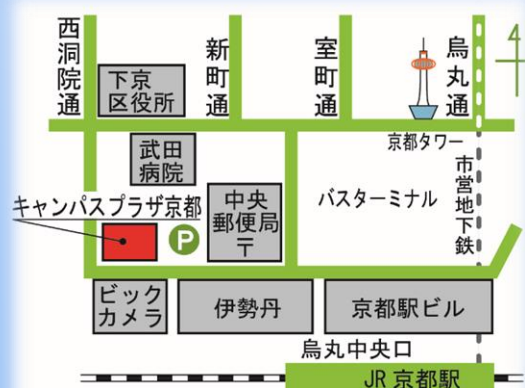 西洞院通
新町通
室町通
烏丸通
4
下京
区役所
京都タワー
武田
病院
市営地下鉄
キャンパスプラザ京都
P
中央
郵便局
〒
バスターミナル
ビック
カメラ
伊勢丹
京都駅ビル
烏丸中央口
JR京都駅